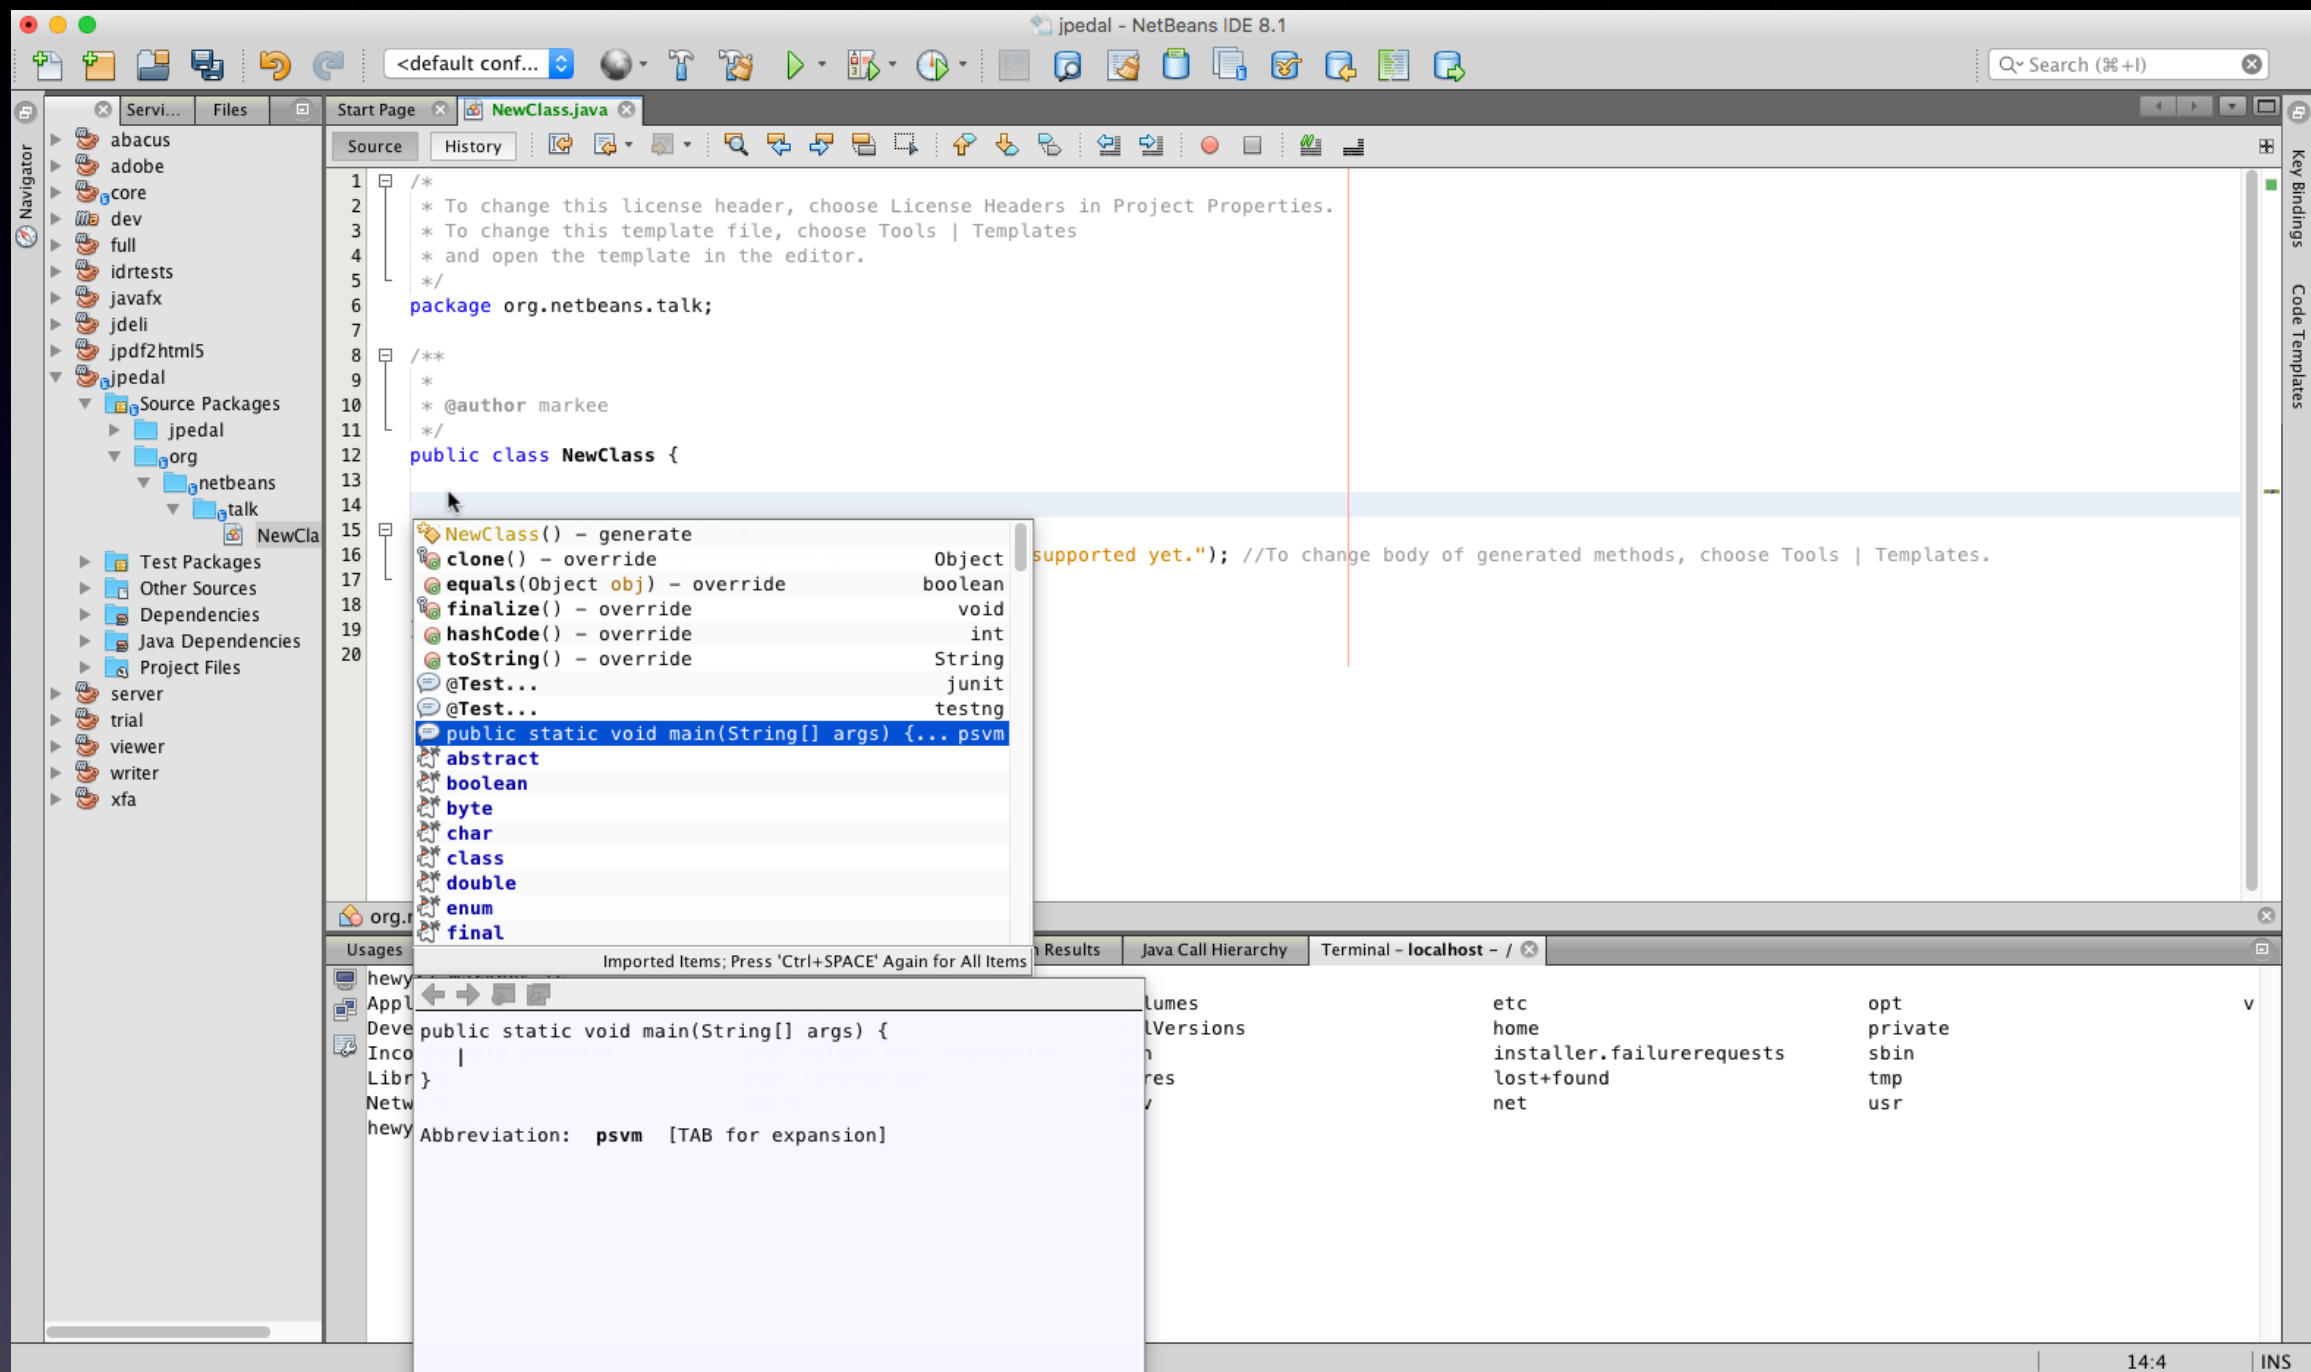 jpedal - NetBeans IDE 8.1
<default conf...
Search (⌘+I)
Servi...
Files
Start Page
NewClass.java
Source
History
Navigator
Key Bindings
Code Templates
abacus
adobe
core
dev
full
idrtests
javafx
jdeli
jpdf2html5
jpedal
Source Packages
jpedal
org
netbeans
talk
NewCla
Test Packages
Other Sources
Dependencies
Java Dependencies
Project Files
server
trial
viewer
writer
xfa
1 /*
2 * To change this license header, choose License Headers in Project Properties.
3 * To change this template file, choose Tools | Templates
4 * and open the template in the editor.
5 */
6 package org.netbeans.talk;
7
8 /**
9 *
10 * @author markee
11 */
12 public class NewClass {
13
14
15
16 supported yet."); //To change body of generated methods, choose Tools | Templates.
17
18
19
20
NewClass() – generate
clone() – override Object
equals(Object obj) – override boolean
finalize() – override void
hashCode() – override int
toString() – override String
@Test... junit
@Test... testng
public static void main(String[] args) {... psvm
abstract
boolean
byte
char
class
double
enum
final
Imported Items; Press 'Ctrl+SPACE' Again for All Items
Usages
Results
Java Call Hierarchy
Terminal – localhost – /
hewy
Appl lumes etc opt v
Deve lVersions home private
Inco installer.failurerequests sbin
Libr res lost+found tmp
Netw net usr
hewy
public static void main(String[] args) {
|
}
Abbreviation: psvm [TAB for expansion]
14:4
INS